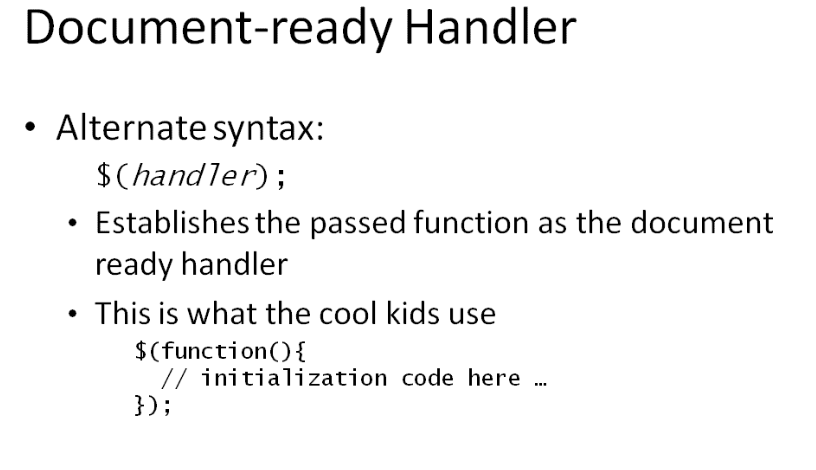 Document-ready Handler
• Alternate syntax:
$(handler);
• Establishes the passed function as the document
ready handler
• This is what the cool kids use
$(function(){
// initialization code here …
});